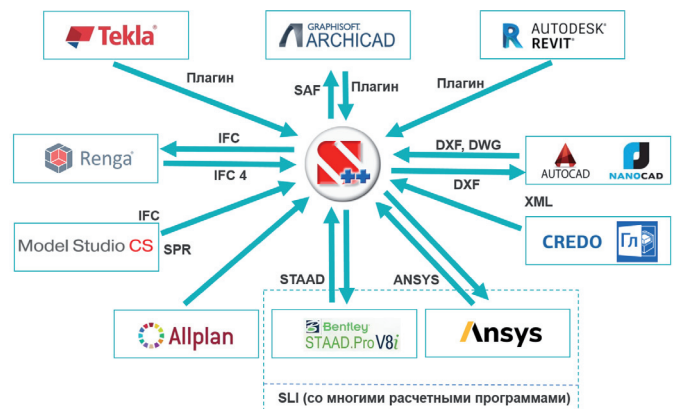 Tekla
GRAPHISOFT
ARCHICAD
AUTODESK®
REVIT®
Плагин
SAF
Плагин
Плагин
Renga
IFC
IFC 4
DXF, DWG
DXF
AUTOCAD
NANOCAD
S++
Model Studio CS
IFC
SPR
XML
CREDO
ГЛ
STAAD
ANSYS
Allplan
Bentley®
STAAD.Pro V8i
Ansys
SLI (со многими расчетными программами)